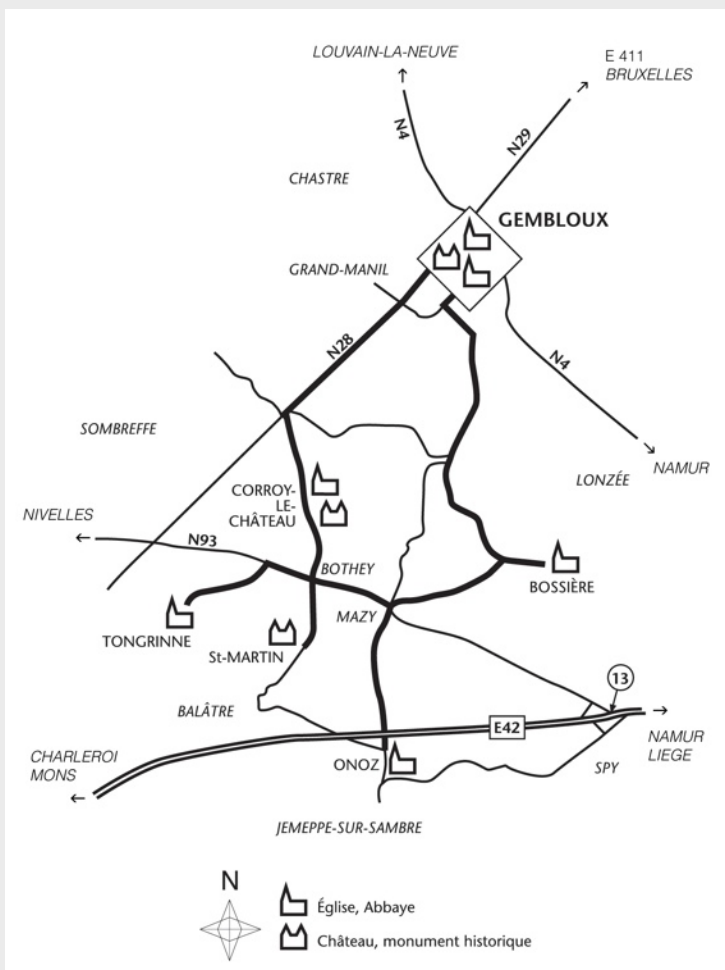 LOUVAIN-LA-NEUVE
E 411
BRUXELLES
N4
N29
CHASTRE
GEMBLOUX
GRAND-MANIL
N28
N4
SOMBREFFE
LONZÉE
NAMUR
CORROY-
LE-
CHÂTEAU
NIVELLES
N93
BOTHEY
BOSSIÈRE
MAZY
TONGRINNE
St-MARTIN
13
BALÂTRE
E42
NAMUR
LIEGE
CHARLEROI
MONS
ONOZ
SPY
JEMEPPE-SUR-SAMBRE
N
Église, Abbaye
Château, monument historique